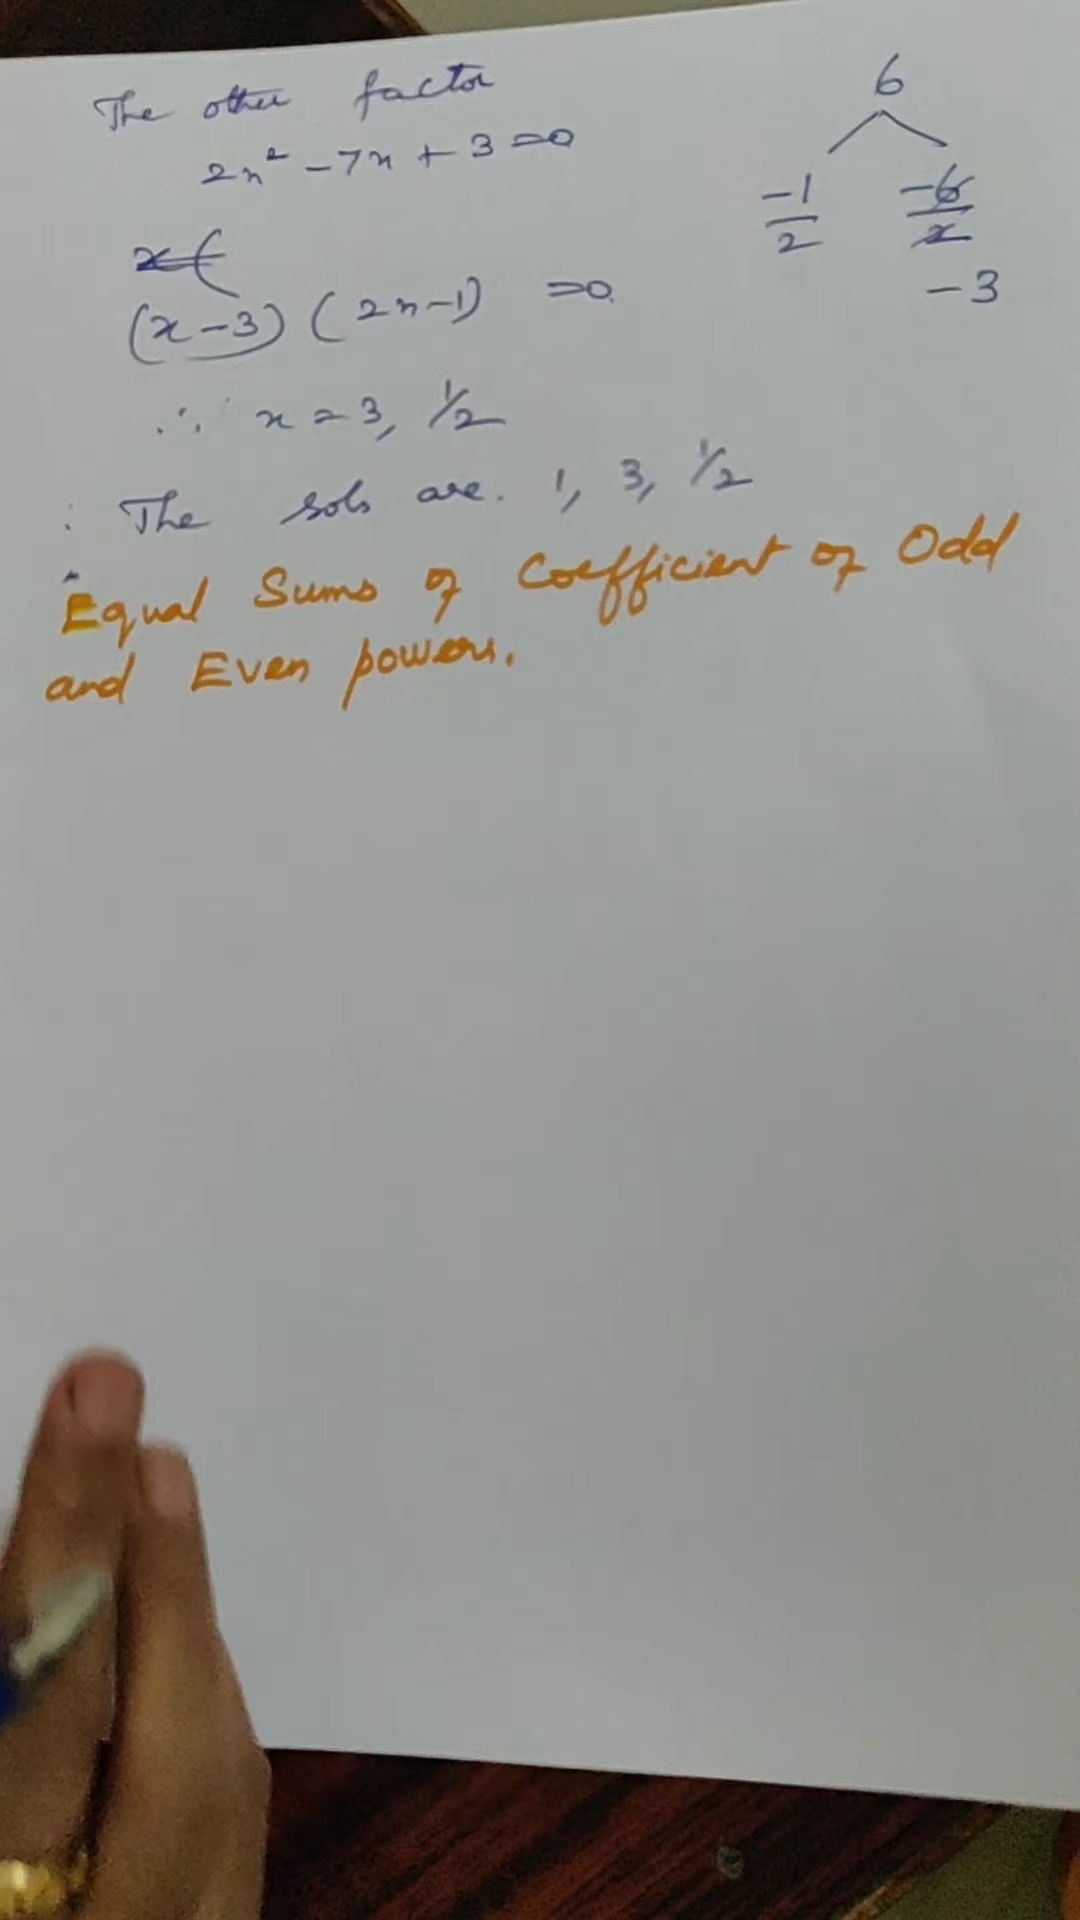 The other factor
2x² - 7x + 3 = 0
x(
(x-3) (2x-1) = 0.
∴ x = 3, 1/2
∴ The sols are. 1, 3, 1/2
6
-1/2 -6/2
-3
Equal Sums of Coefficient of Odd
and Even powers.